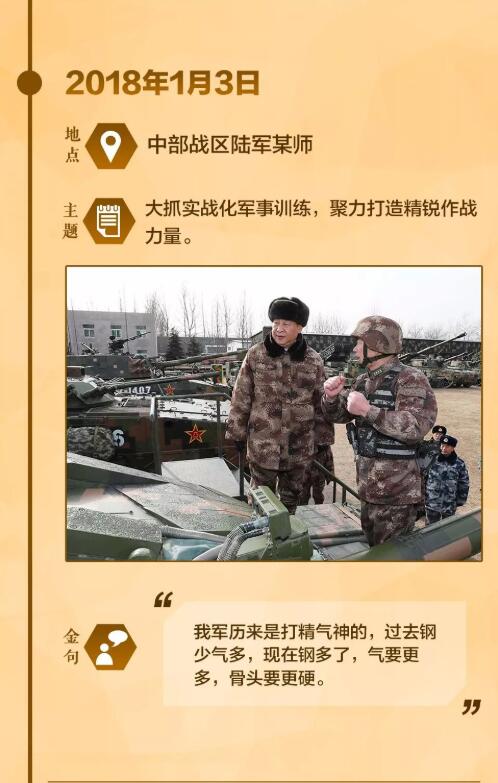 2018年1月3日
地点
中部战区陆军某师
主题
大抓实战化军事训练，聚力打造精锐作战
力量。
1407
6
“
金句
我军历来是打精气神的，过去钢
少气多，现在钢多了，气要更
多，骨头要更硬。
”